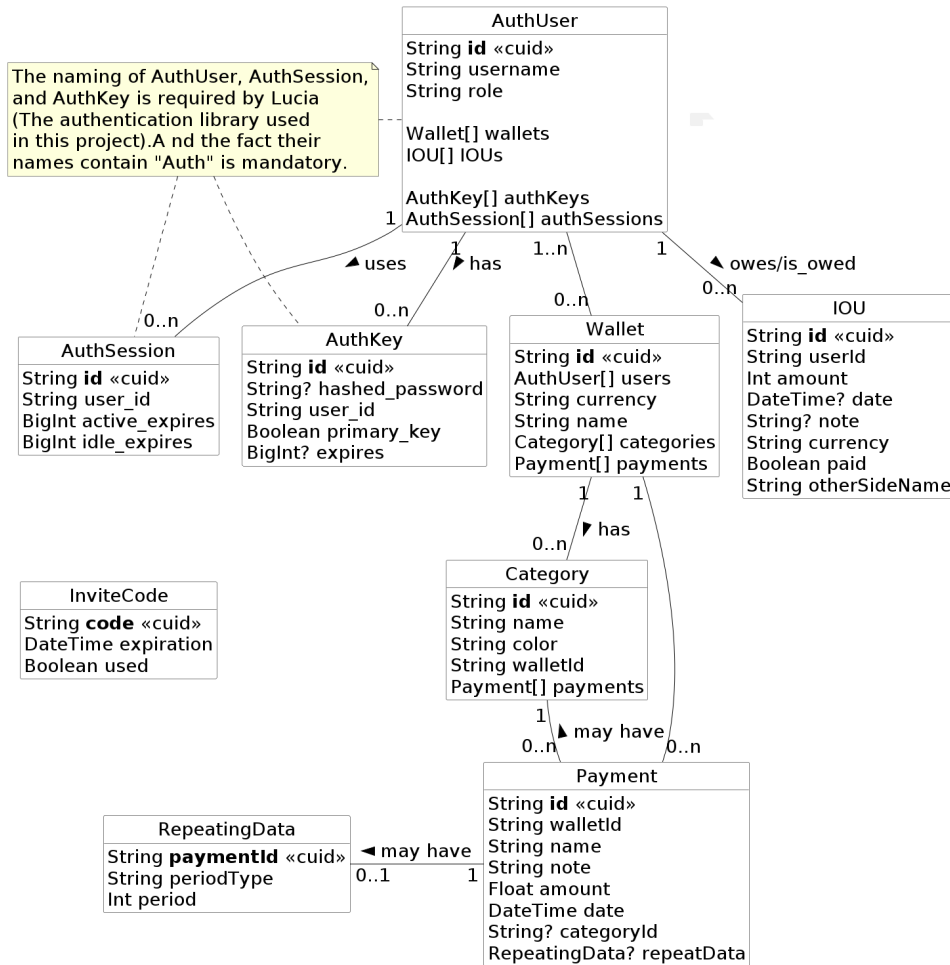 AuthUser
String id «cuid»
String username
String role
Wallet[] wallets
IOU[] IOUs
AuthKey[] authKeys
AuthSession[] authSessions
The naming of AuthUser, AuthSession,
and AuthKey is required by Lucia
(The authentication library used
in this project).A nd the fact their
names contain "Auth" is mandatory.
1
uses
0..n
1
has
0..n
1..n
0..n
1
owes/is_owed
0..n
AuthSession
String id «cuid»
String user_id
BigInt active_expires
BigInt idle_expires
AuthKey
String id «cuid»
String? hashed_password
String user_id
Boolean primary_key
BigInt? expires
Wallet
String id «cuid»
AuthUser[] users
String currency
String name
Category[] categories
Payment[] payments
IOU
String id «cuid»
String userId
Int amount
DateTime? date
String? note
String currency
Boolean paid
String otherSideName
1
has
0..n
1
0..n
InviteCode
String code «cuid»
DateTime expiration
Boolean used
Category
String id «cuid»
String name
String color
String walletId
Payment[] payments
1
may have
0..n
Payment
String id «cuid»
String walletId
String name
String note
Float amount
DateTime date
String? categoryId
RepeatingData? repeatData
may have
0..1
1
RepeatingData
String paymentId «cuid»
String periodType
Int period